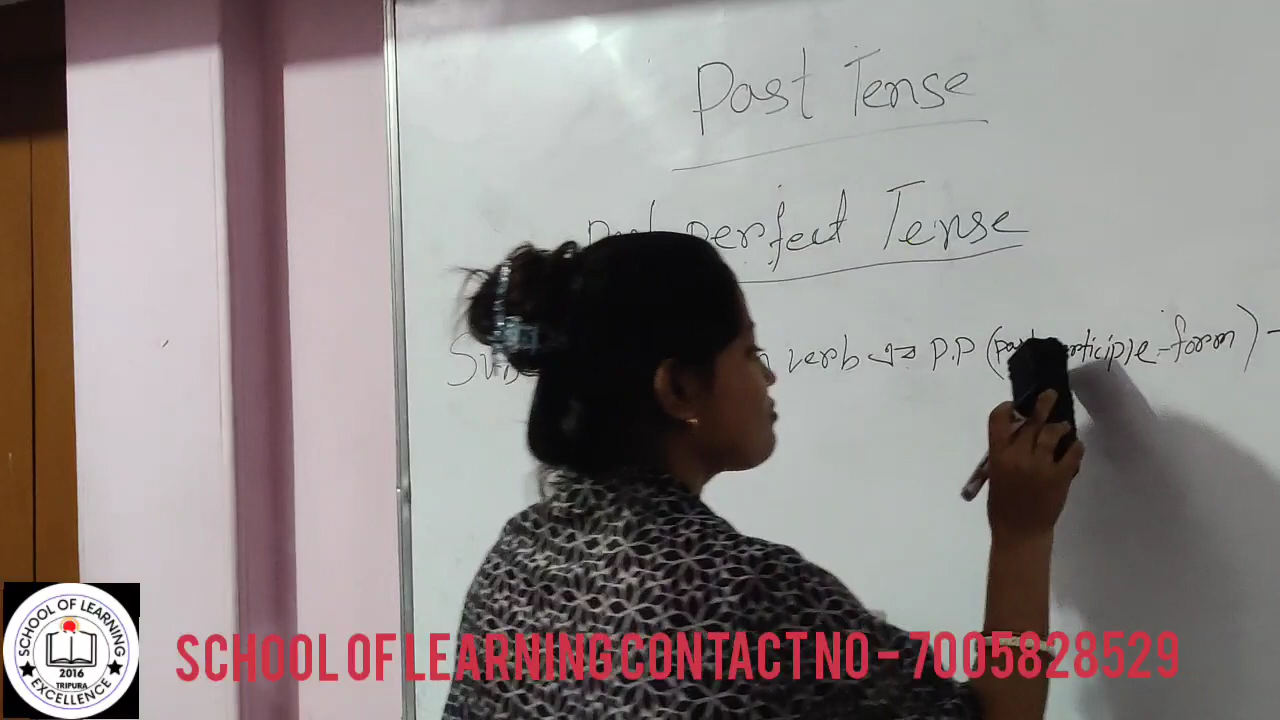 Past Tense
perfect Tense
verb P.P (participle-form)
SCHOOL OF LEARNING
2016
TRIPURA
EXCELLENCE
SCHOOL OF LEARNING CONTACT NO - 7005828529